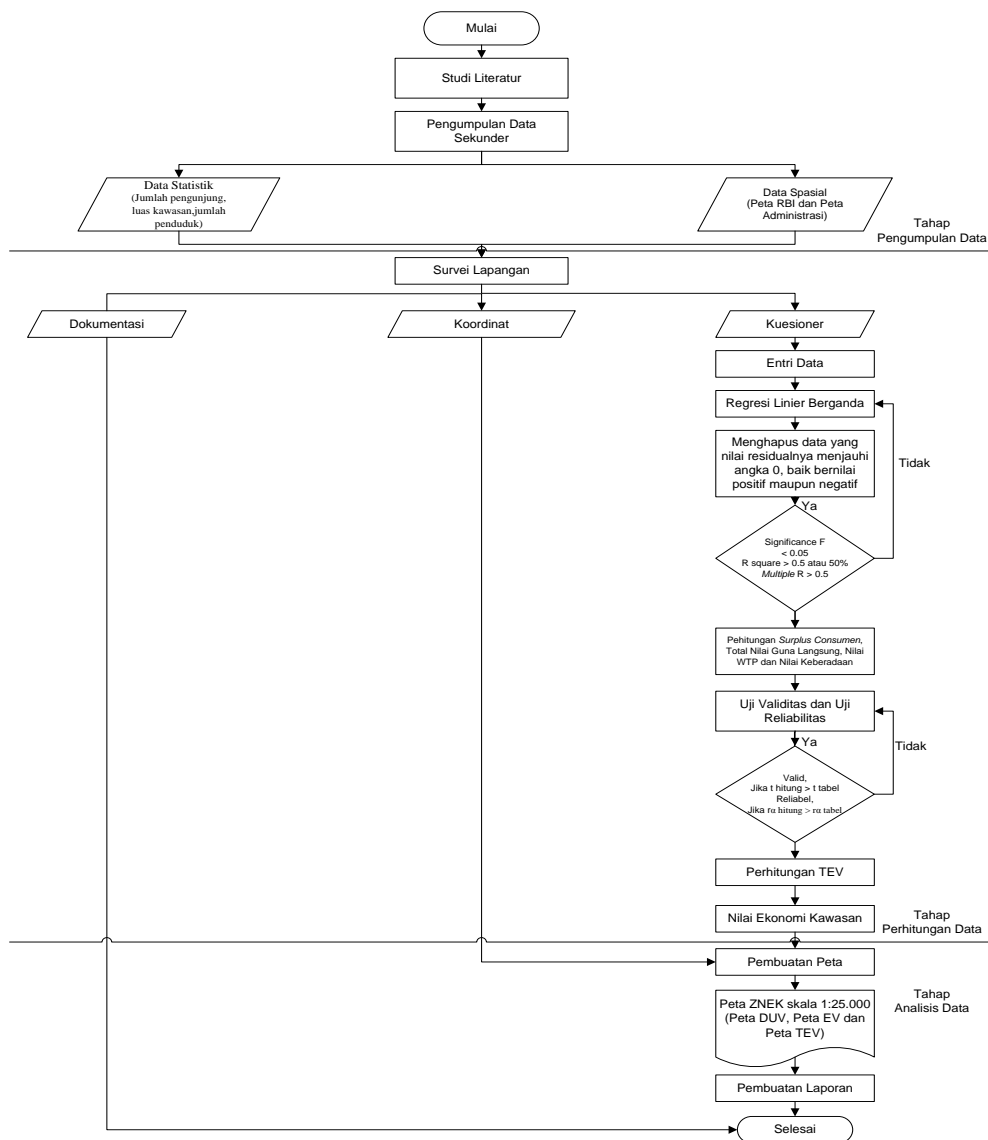 Mulai
Studi Literatur
Pengumpulan Data
Sekunder
Data Statistik
(Jumlah pengunjung,
luas kawasan,jumlah
penduduk)
Data Spasial
(Peta RBI dan Peta
Administrasi)
Tahap
Pengumpulan Data
Survei Lapangan
Dokumentasi
Koordinat
Kuesioner
Entri Data
Regresi Linier Berganda
Menghapus data yang
nilai residualnya menjauhi
angka 0, baik bernilai
positif maupun negatif
Tidak
Ya
Significance F
< 0.05
R square > 0.5 atau 50%
Multiple R > 0.5
Pehitungan Surplus Consumen,
Total Nilai Guna Langsung, Nilai
WTP dan Nilai Keberadaan
Uji Validitas dan Uji
Reliabilitas
Ya
Tidak
Valid,
Jika t hitung > t tabel
Reliabel,
Jika rα hitung > rα tabel
Perhitungan TEV
Nilai Ekonomi Kawasan
Tahap
Perhitungan Data
Pembuatan Peta
Peta ZNEK skala 1:25.000
(Peta DUV, Peta EV dan
Peta TEV)
Tahap
Analisis Data
Pembuatan Laporan
Selesai